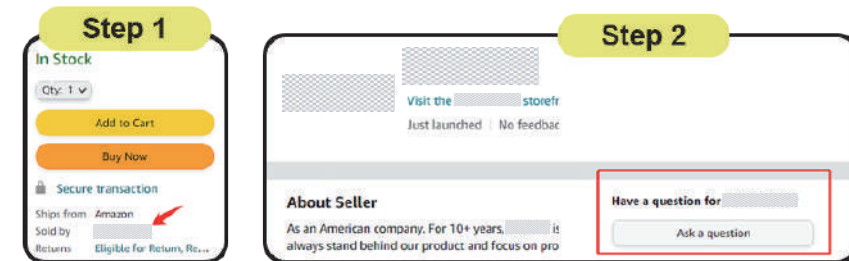 Step 1
In Stock
Qty: 1
Add to Cart
Buy Now
Secure transaction
Ships from Amazon
Sold by
Returns Eligible for Return, Re...
Step 2
Visit the storefr
Just launched | No feedbac
About Seller
As an American company. For 10+ years, is
always stand behind our product and focus on pro
Have a question for
Ask a question